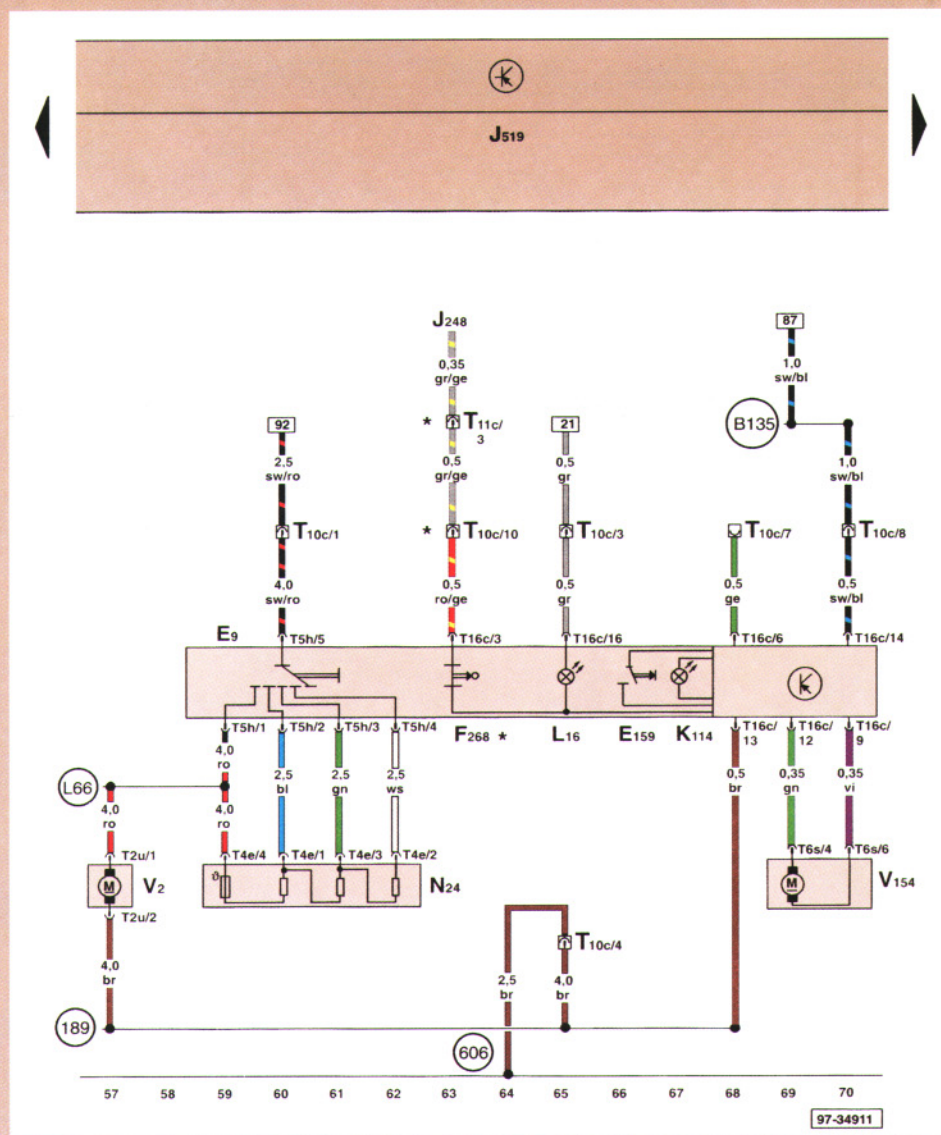 J519
J248
87
0,35
gr/ge
1,0
sw/bl
92
* T11c/
3
21
B135
2,5
sw/ro
0,5
gr/ge
0,5
gr
1,0
sw/bl
T10c/1
* T10c/10
T10c/3
T10c/7
T10c/8
4,0
sw/ro
0,5
ro/ge
0,5
gr
0,5
ge
0,5
sw/bl
E9
T5h/5
T16c/3
T16c/16
T16c/6
T16c/14
T5h/1
T5h/2
T5h/3
T5h/4
F268 *
L16
E159
K114
T16c/
13
T16c/
12
T16c/
9
4,0
ro
2,5
bl
2,5
gn
2,5
ws
0,5
br
0,35
gn
0,35
vi
L66
4,0
ro
4,0
ro
T2u/1
T4e/4
T4e/1
T4e/3
T4e/2
T6s/4
T6s/6
M
V2
ϑ
N24
M
V154
T2u/2
T10c/4
4,0
br
2,5
br
4,0
br
189
606
57 58 59 60 61 62 63 64 65 66 67 68 69 70
97-34911